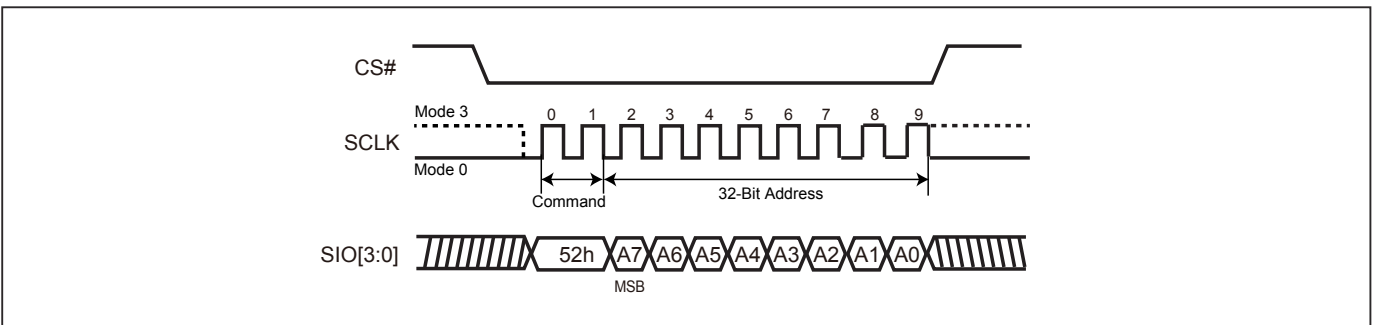 CS#
Mode 3
0 1 2 3 4 5 6 7 8 9
SCLK
Mode 0
Command
32-Bit Address
SIO[3:0]
52h A7 A6 A5 A4 A3 A2 A1 A0
MSB